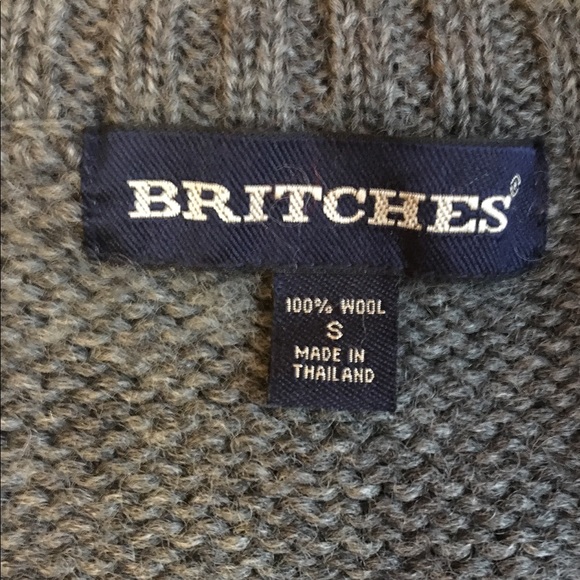 BRITCHES®
100% WOOL
S
MADE IN
THAILAND